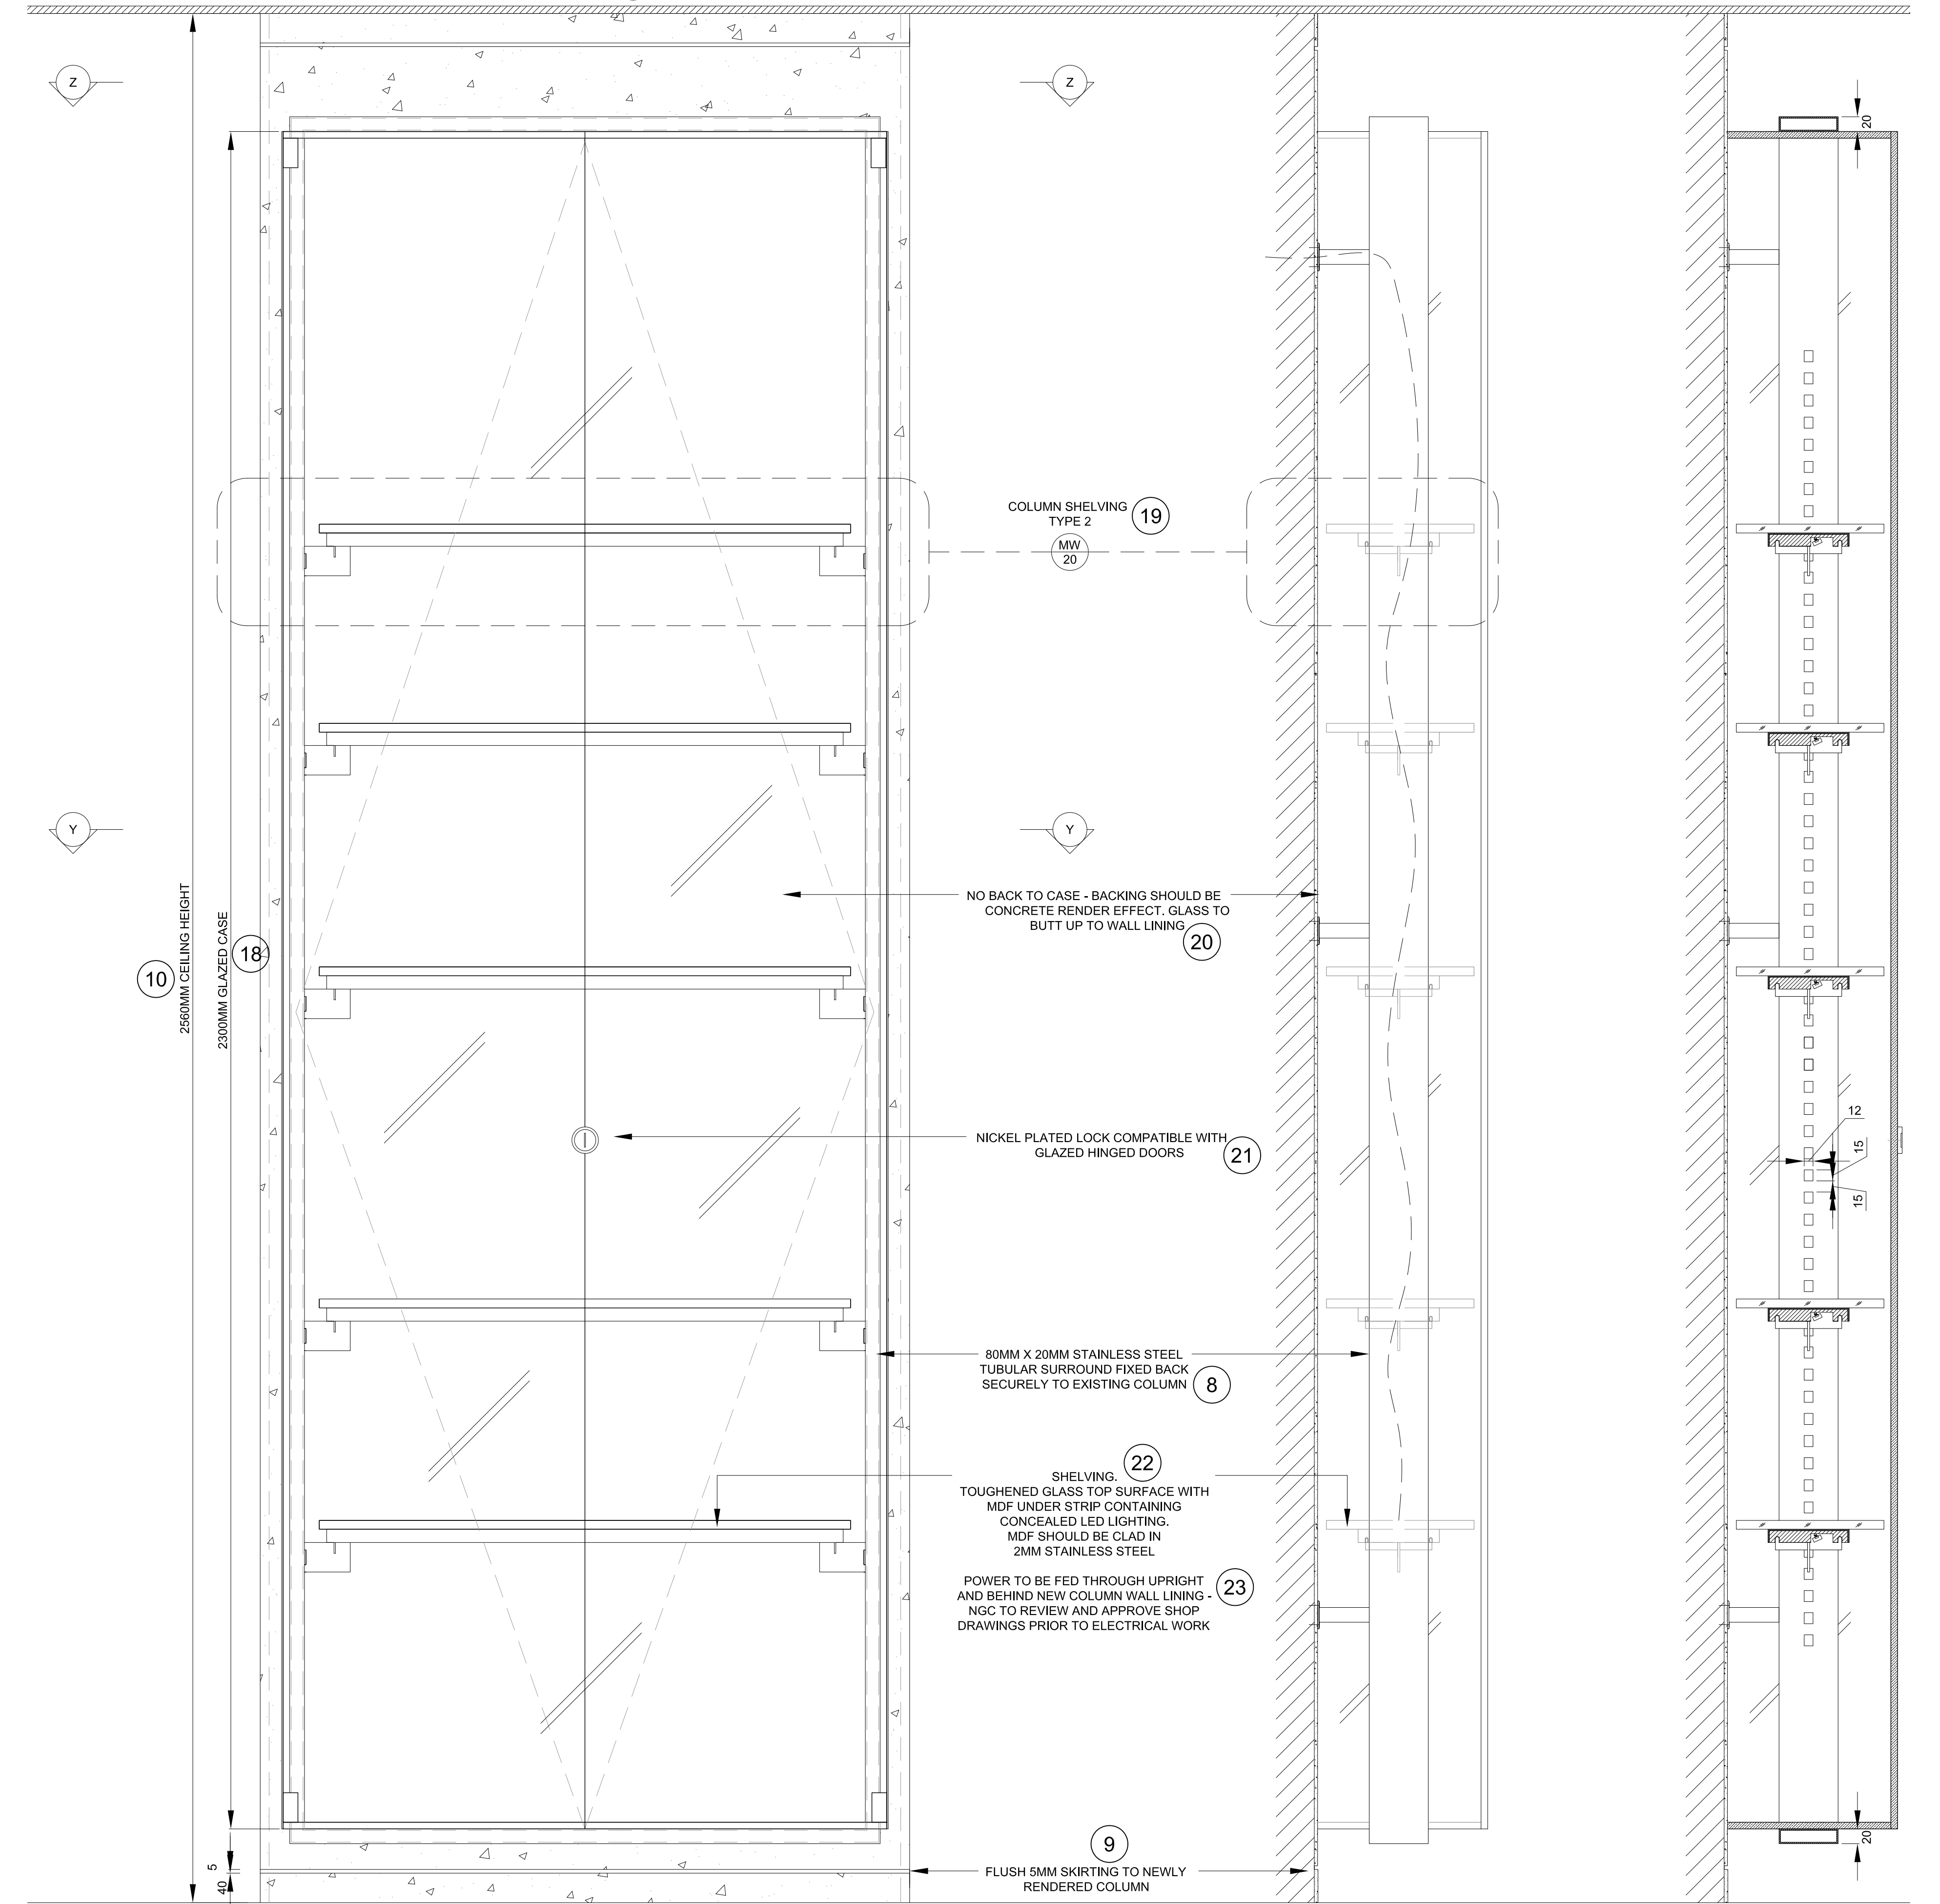 Z
Z
20
COLUMN SHELVING
TYPE 2
19
MW
20
Y
Y
NO BACK TO CASE - BACKING SHOULD BE
CONCRETE RENDER EFFECT. GLASS TO
BUTT UP TO WALL LINING
20
10
2560MM CEILING HEIGHT
2300MM GLAZED CASE
18
NICKEL PLATED LOCK COMPATIBLE WITH
GLAZED HINGED DOORS
21
12
15
15
80MM X 20MM STAINLESS STEEL
TUBULAR SURROUND FIXED BACK
SECURELY TO EXISTING COLUMN
8
SHELVING.
22
TOUGHENED GLASS TOP SURFACE WITH
MDF UNDER STRIP CONTAINING
CONCEALED LED LIGHTING.
MDF SHOULD BE CLAD IN
2MM STAINLESS STEEL
POWER TO BE FED THROUGH UPRIGHT
AND BEHIND NEW COLUMN WALL LINING -
NGC TO REVIEW AND APPROVE SHOP
DRAWINGS PRIOR TO ELECTRICAL WORK
23
9
FLUSH 5MM SKIRTING TO NEWLY
RENDERED COLUMN
5
40
20